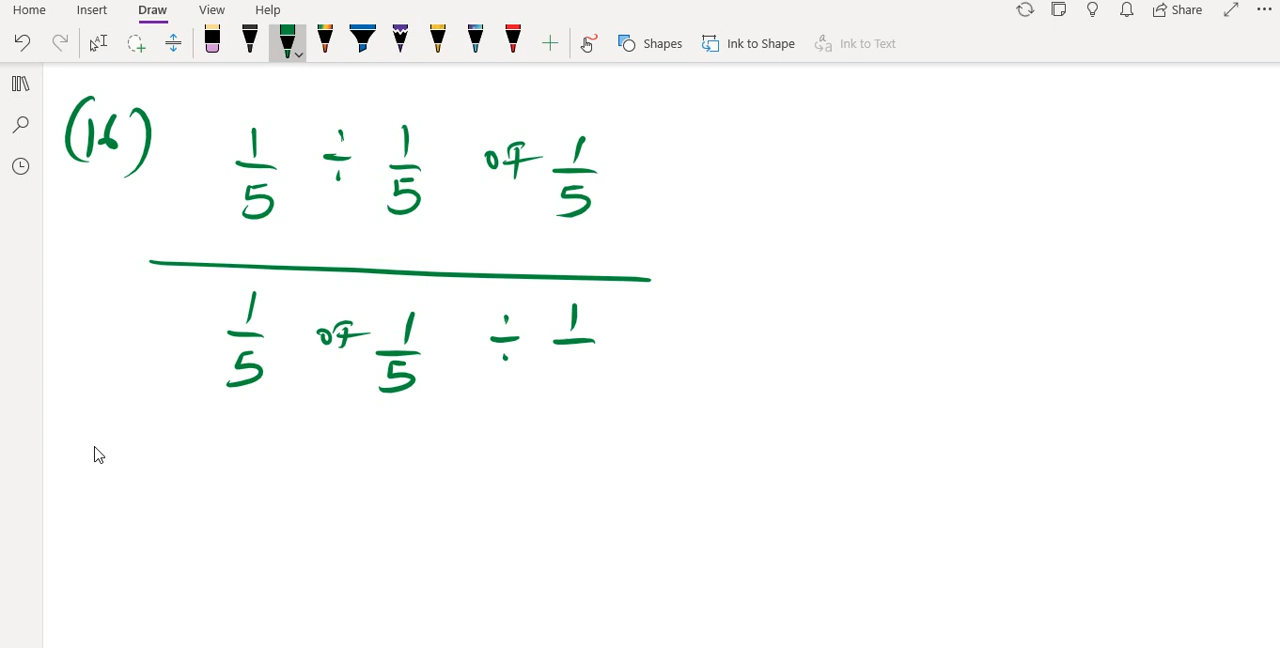 Home Insert Draw View Help Share
Shapes Ink to Shape Ink to Text
(16)
1/5 ÷ 1/5 of 1/5
1/5 of 1/5 ÷ 1/